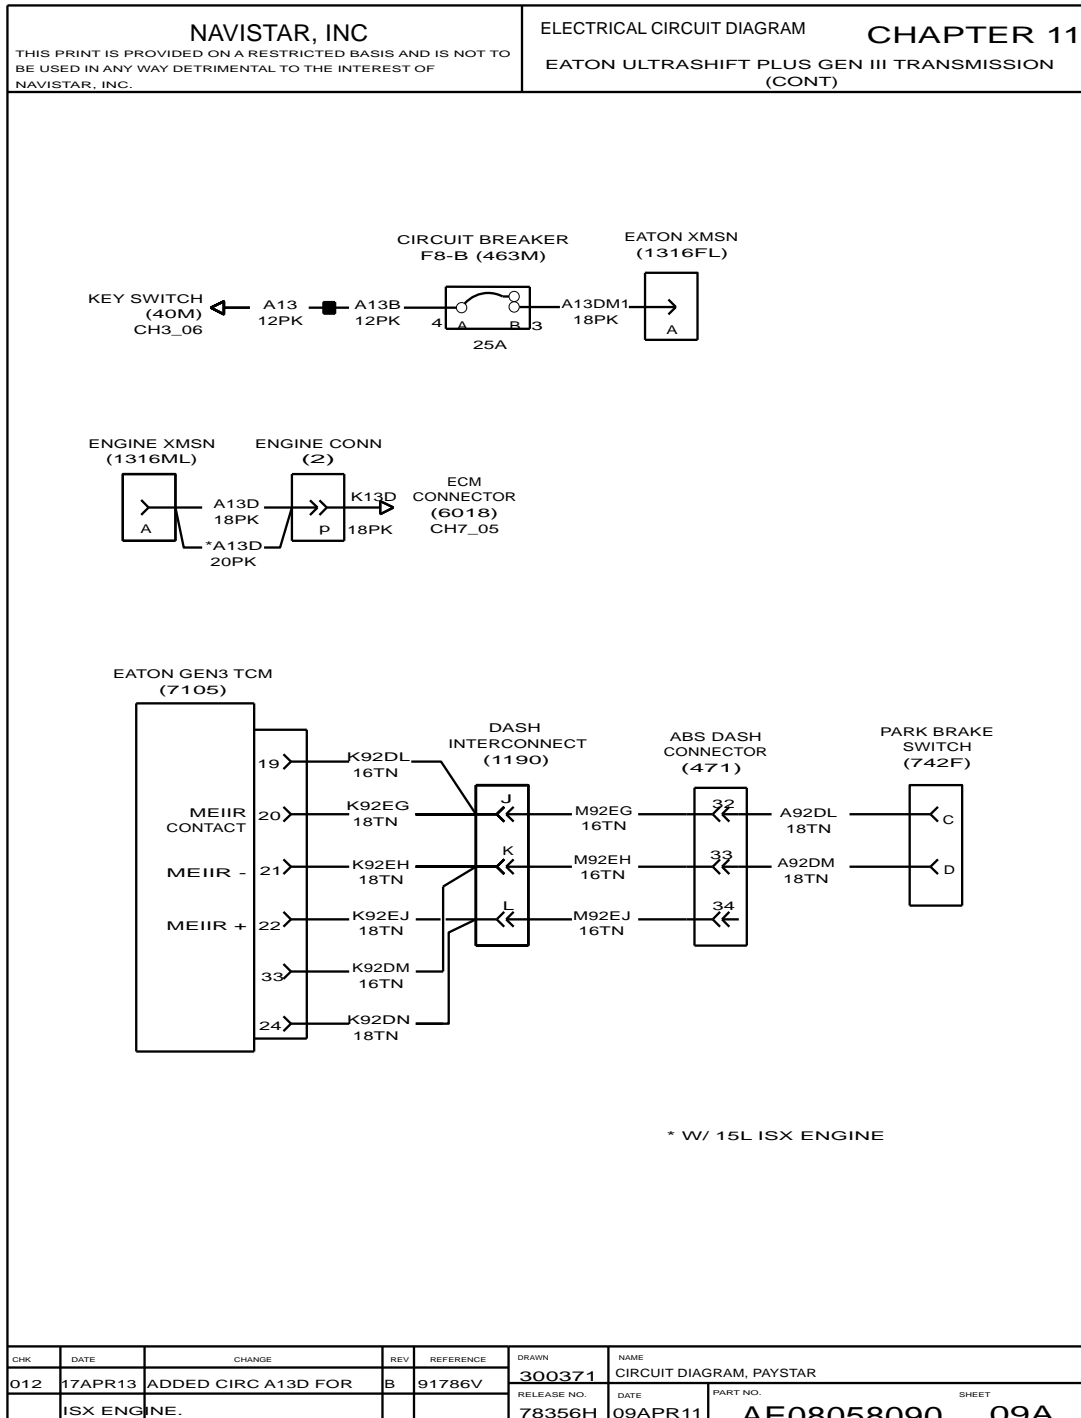 NAVISTAR, INC
THIS PRINT IS PROVIDED ON A RESTRICTED BASIS AND IS NOT TO
BE USED IN ANY WAY DETRIMENTAL TO THE INTEREST OF
NAVISTAR, INC.
ELECTRICAL CIRCUIT DIAGRAM
CHAPTER 11
EATON ULTRASHIFT PLUS GEN III TRANSMISSION
(CONT)
CIRCUIT BREAKER
F8-B (463M)
EATON XMSN
(1316FL)
KEY SWITCH
(40M)
CH3_06
A13
12PK
A13B
12PK
4
A
B
3
25A
A13DM1
18PK
A
ENGINE XMSN
(1316ML)
ENGINE CONN
(2)
A
A13D
18PK
*A13D
20PK
P
K13D
18PK
ECM
CONNECTOR
(6018)
CH7_05
EATON GEN3 TCM
(7105)
DASH
INTERCONNECT
(1190)
ABS DASH
CONNECTOR
(471)
PARK BRAKE
SWITCH
(742F)
19
K92DL
16TN
MEIIR
CONTACT
20
K92EG
18TN
J
M92EG
16TN
32
A92DL
18TN
C
MEIIR -
21
K92EH
18TN
K
M92EH
16TN
33
A92DM
18TN
D
MEIIR +
22
K92EJ
18TN
L
M92EJ
16TN
34
33
K92DM
16TN
24
K92DN
18TN
* W/ 15L ISX ENGINE
CHK DATE CHANGE REV REFERENCE
012 17APR13 ADDED CIRC A13D FOR B 91786V
ISX ENGINE.
DRAWN
300371
NAME
CIRCUIT DIAGRAM, PAYSTAR
RELEASE NO.
78356H
DATE
09APR11
PART NO.
AE08058090
SHEET
09A